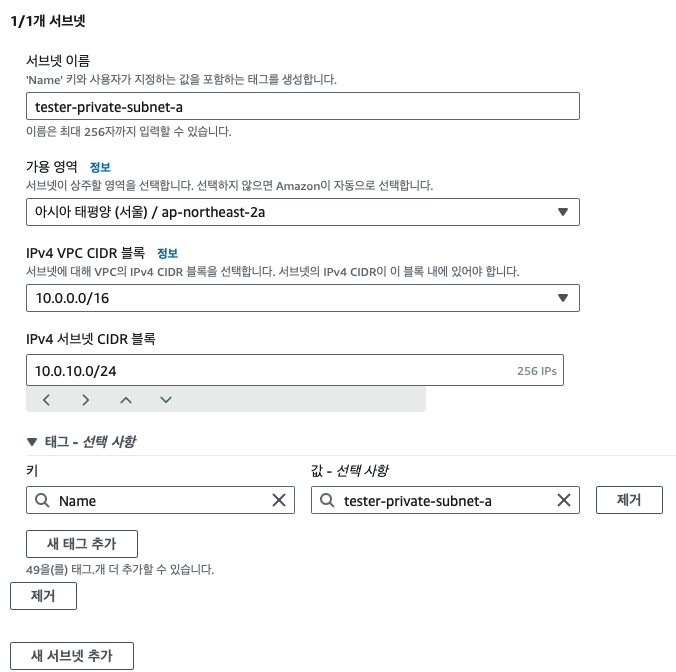 1/1개 서브넷
서브넷 이름
'Name' 키와 사용자가 지정하는 값을 포함하는 태그를 생성합니다.
tester-private-subnet-a
이름은 최대 256자까지 입력할 수 있습니다.
가용 영역 정보
서브넷이 상주할 영역을 선택합니다. 선택하지 않으면 Amazon이 자동으로 선택합니다.
아시아 태평양 (서울) / ap-northeast-2a
IPv4 VPC CIDR 블록 정보
서브넷에 대해 VPC의 IPv4 CIDR 블록을 선택합니다. 서브넷의 IPv4 CIDR이 이 블록 내에 있어야 합니다.
10.0.0.0/16
IPv4 서브넷 CIDR 블록
10.0.10.0/24 256 IPs
태그 - 선택 사항
키 값 - 선택 사항
Name tester-private-subnet-a 제거
새 태그 추가
49을(를) 태그.개 더 추가할 수 있습니다.
제거
새 서브넷 추가